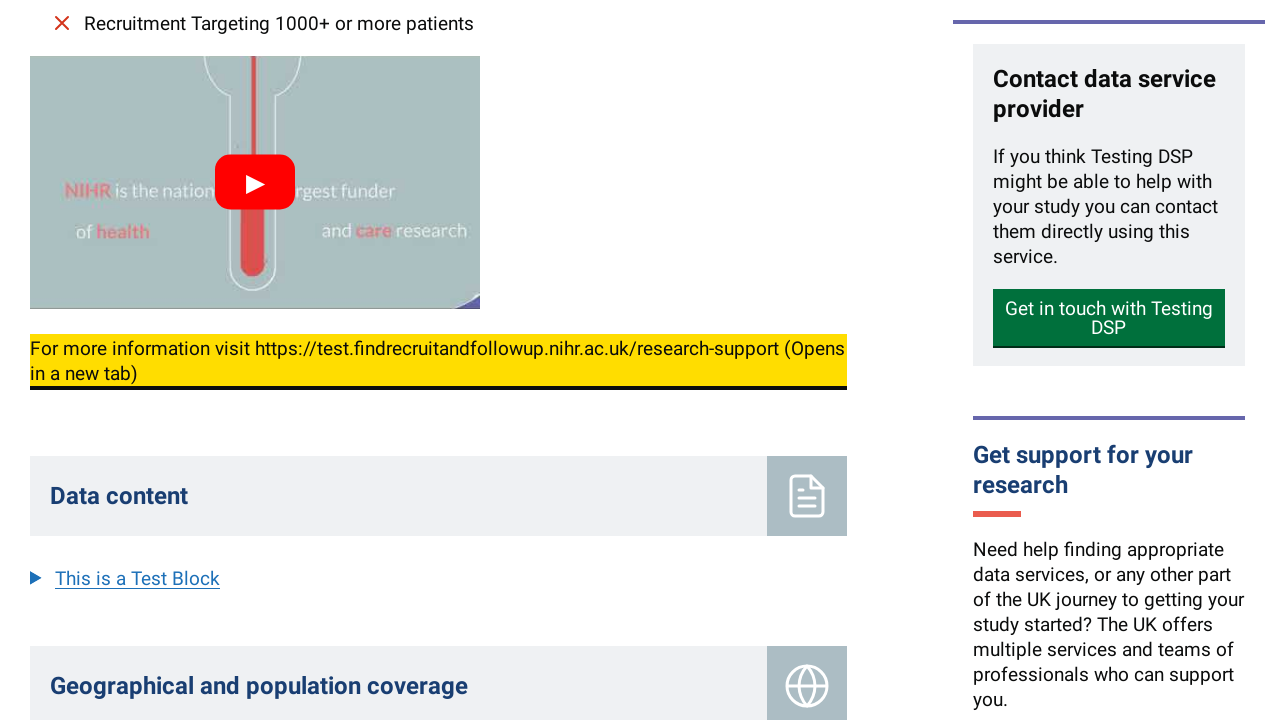 Recruitment Targeting 1000+ or more patients
NIHR is the nation rgest funder
of health and care research
For more information visit https://test.findrecruitandfollowup.nihr.ac.uk/research-support (Opens
in a new tab)
Data content
This is a Test Block
Geographical and population coverage
Contact data service
provider
If you think Testing DSP
might be able to help with
your study you can contact
them directly using this
service.
Get in touch with Testing
DSP
Get support for your
research
Need help finding appropriate
data services, or any other part
of the UK journey to getting your
study started? The UK offers
multiple services and teams of
professionals who can support
you.